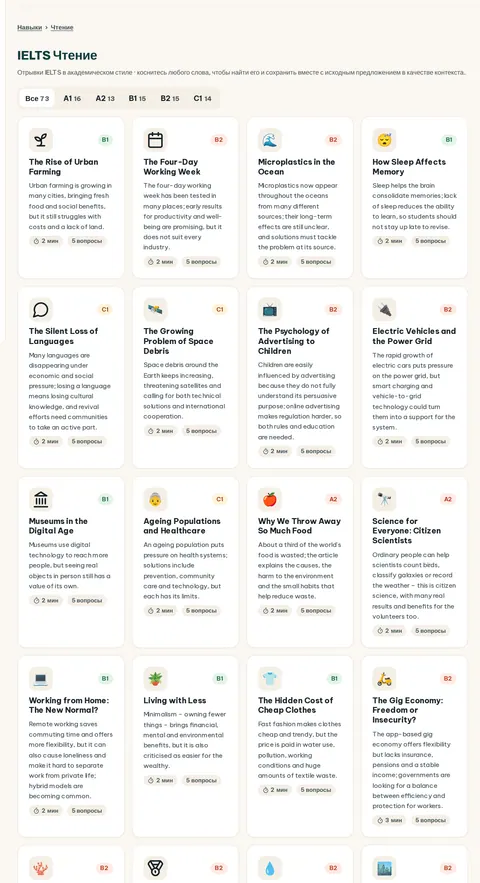 Навыки › Чтение
IELTS Чтение
Отрывки IELTS в академическом стиле · коснитесь любого слова, чтобы найти его и сохранить вместе с исходным предложением в качестве контекста.
Все 73 A1 16 A2 13 B1 15 B2 15 C1 14
B1
The Rise of Urban
Farming
Urban farming is growing in
many cities, bringing fresh
food and social benefits,
but it still struggles with
costs and a lack of land.
2 мин 5 вопросы
B2
The Four-Day
Working Week
The four-day working
week has been tested in
many places; early results
for productivity and well-
being are promising, but it
does not suit every
industry.
2 мин 5 вопросы
B2
Microplastics in the
Ocean
Microplastics now appear
throughout the oceans
from many different
sources; their long-term
effects are still unclear,
and solutions must tackle
the problem at its source.
2 мин 5 вопросы
B1
How Sleep Affects
Memory
Sleep helps the brain
consolidate memories; lack
of sleep reduces the ability
to learn, so students should
not stay up late to revise.
2 мин 5 вопросы
C1
The Silent Loss of
Languages
Many languages are
disappearing under
economic and social
pressure; losing a language
means losing cultural
knowledge, and revival
efforts need communities
to take an active part.
2 мин 5 вопросы
C1
The Growing
Problem of Space
Debris
Space debris around the
Earth keeps increasing,
threatening satellites and
calling for both technical
solutions and international
cooperation.
2 мин 5 вопросы
B2
The Psychology of
Advertising to
Children
Children are easily
influenced by advertising
because they do not fully
understand its persuasive
purpose; online advertising
makes regulation harder, so
both rules and education
are needed.
2 мин 5 вопросы
B2
Electric Vehicles and
the Power Grid
The rapid growth of
electric cars puts pressure
on the power grid, but
smart charging and
vehicle-to-grid
technology could turn
them into a support for the
system.
2 мин 5 вопросы
B1
Museums in the
Digital Age
Museums use digital
technology to reach more
people, but seeing real
objects in person still has a
value of its own.
2 мин 5 вопросы
C1
Ageing Populations
and Healthcare
An ageing population puts
pressure on health systems;
solutions include
prevention, community
care and technology, but
each has its limits.
2 мин 5 вопросы
A2
Why We Throw Away
So Much Food
About a third of the world's
food is wasted; the article
explains the causes, the
harm to the environment
and the small habits that
help reduce waste.
2 мин 5 вопросы
A2
Science for
Everyone: Citizen
Scientists
Ordinary people can help
scientists count birds,
classify galaxies or record
the weather – this is citizen
science, with many real
results and benefits for the
volunteers too.
2 мин 5 вопросы
B1
Working from Home:
The New Normal?
Remote working saves
commuting time and offers
more flexibility, but it can
also cause loneliness and
make it hard to separate
work from private life;
hybrid models are
becoming common.
2 мин 5 вопросы
B1
Living with Less
Minimalism – owning fewer
things – brings financial,
mental and environmental
benefits, but it is also
criticised as easier for the
wealthy.
2 мин 5 вопросы
B1
The Hidden Cost of
Cheap Clothes
Fast fashion makes clothes
cheap and trendy, but the
price is paid in water use,
pollution, working
conditions and huge
amounts of textile waste.
2 мин 5 вопросы
B2
The Gig Economy:
Freedom or
Insecurity?
The app-based gig
economy offers flexibility
but lacks insurance,
pensions and a stable
income; governments are
looking for a balance
between efficiency and
protection for workers.
3 мин 5 вопросы
B2
B2
B2
B2